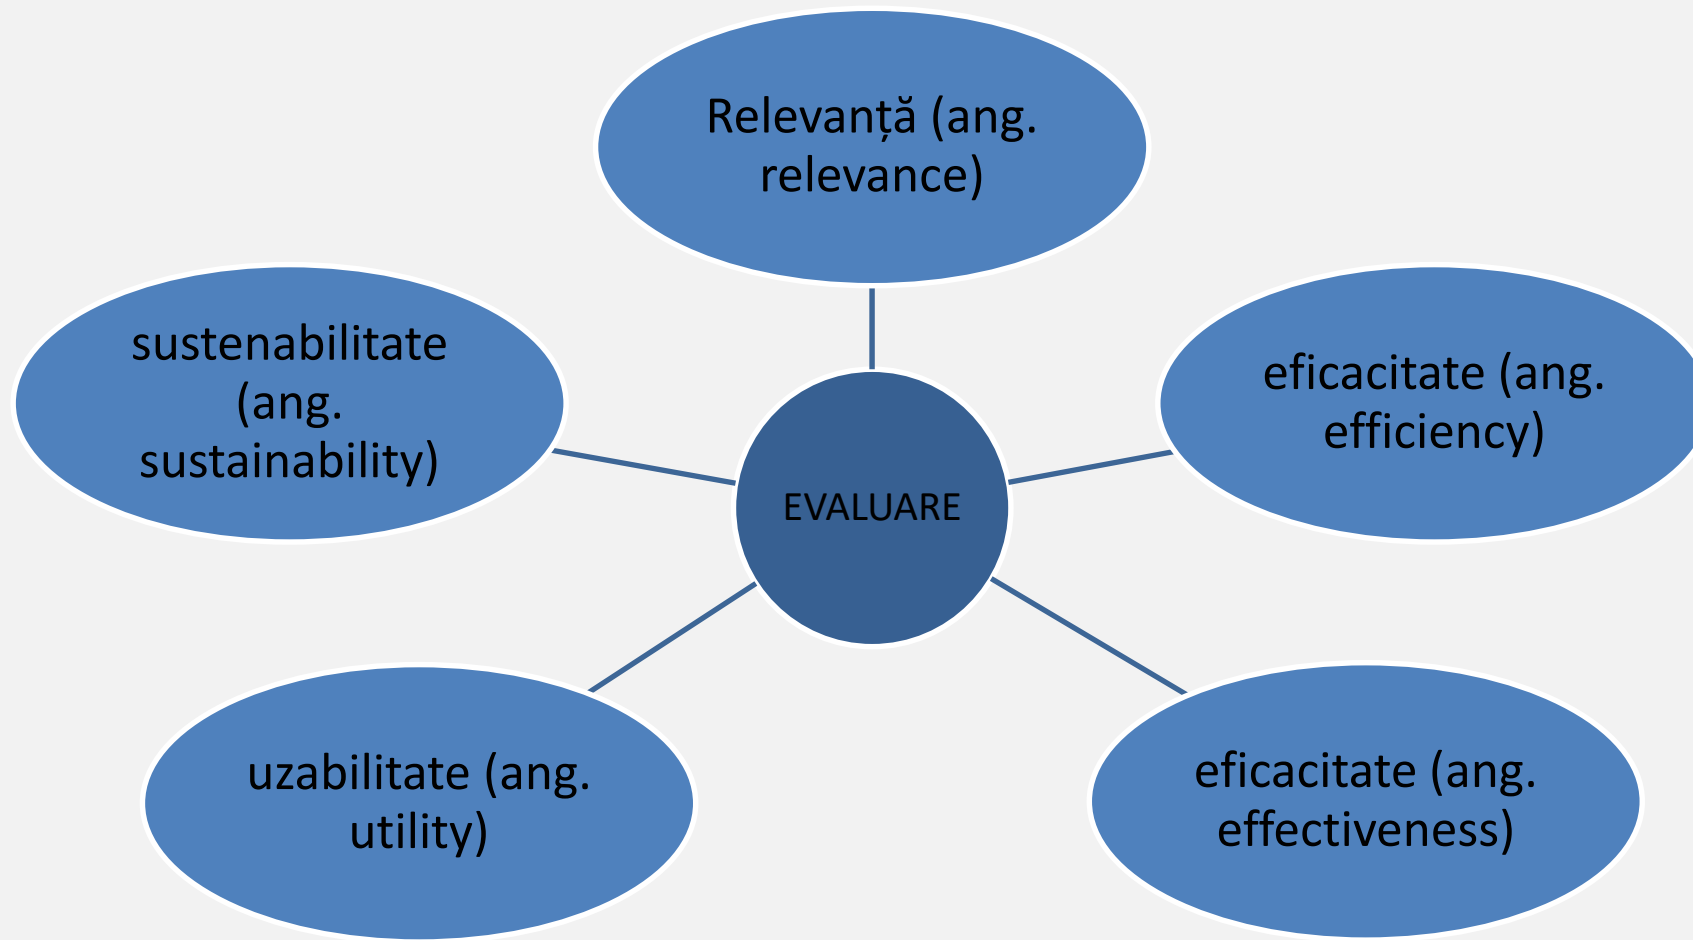 Relevanță (ang.
relevance)
sustenabilitate
(ang.
sustainability)
eficacitate (ang.
efficiency)
EVALUARE
uzabilitate (ang.
utility)
eficacitate (ang.
effectiveness)